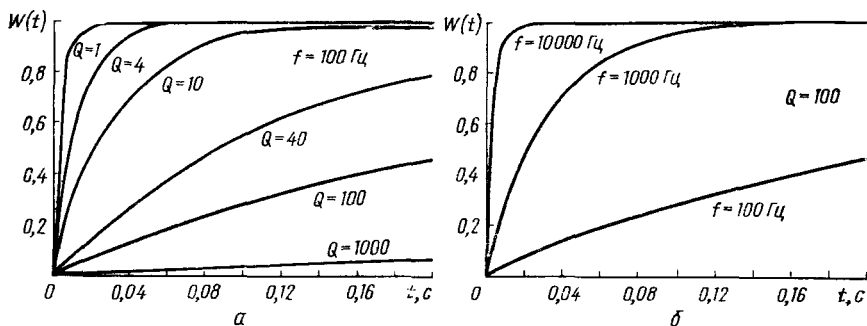 W(t)
0,8
0,6
0,4
0,2
0
0,04
0,08
0,12
0,16
t,c
Q=1
Q=4
Q=10
f=100 Гц
Q=40
Q=100
Q=1000
а
W(t)
0,8
0,6
0,4
0,2
0
0,04
0,08
0,12
0,16
t,c
f=10000 Гц
f=1000 Гц
Q=100
f=100 Гц
б